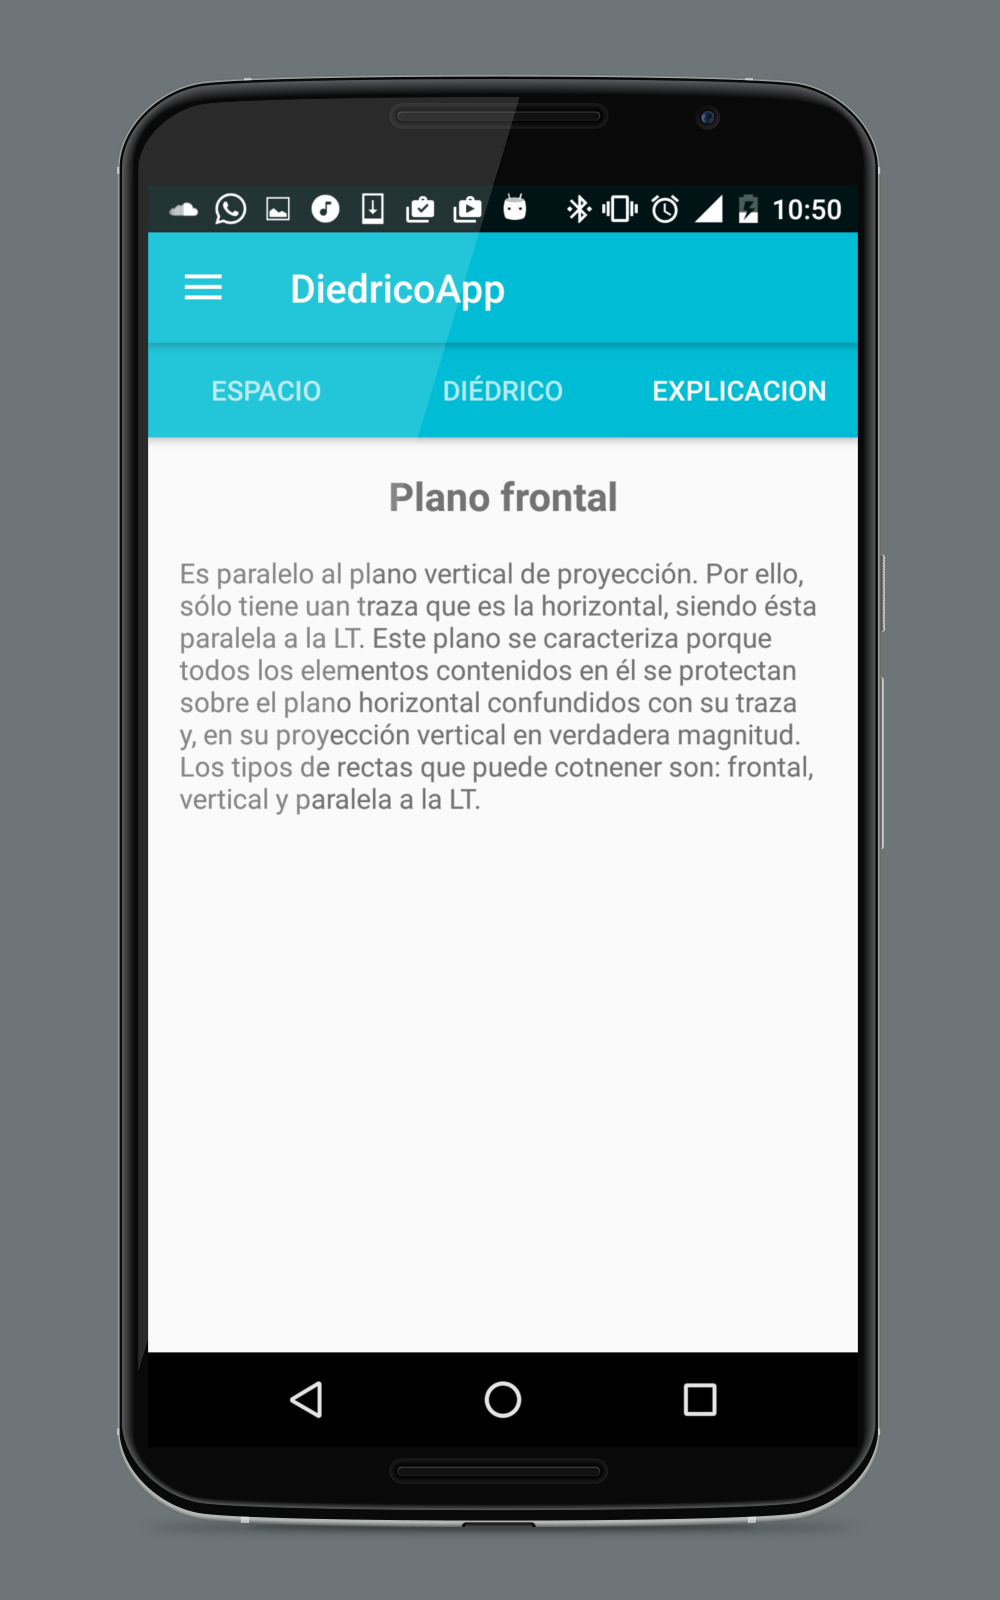 10:50
DiedricoApp
ESPACIO DIÉDRICO EXPLICACION
Plano frontal
Es paralelo al plano vertical de proyección. Por ello,
sólo tiene uan traza que es la horizontal, siendo ésta
paralela a la LT. Este plano se caracteriza porque
todos los elementos contenidos en él se protectan
sobre el plano horizontal confundidos con su traza
y, en su proyección vertical en verdadera magnitud.
Los tipos de rectas que puede cotnener son: frontal,
vertical y paralela a la LT.